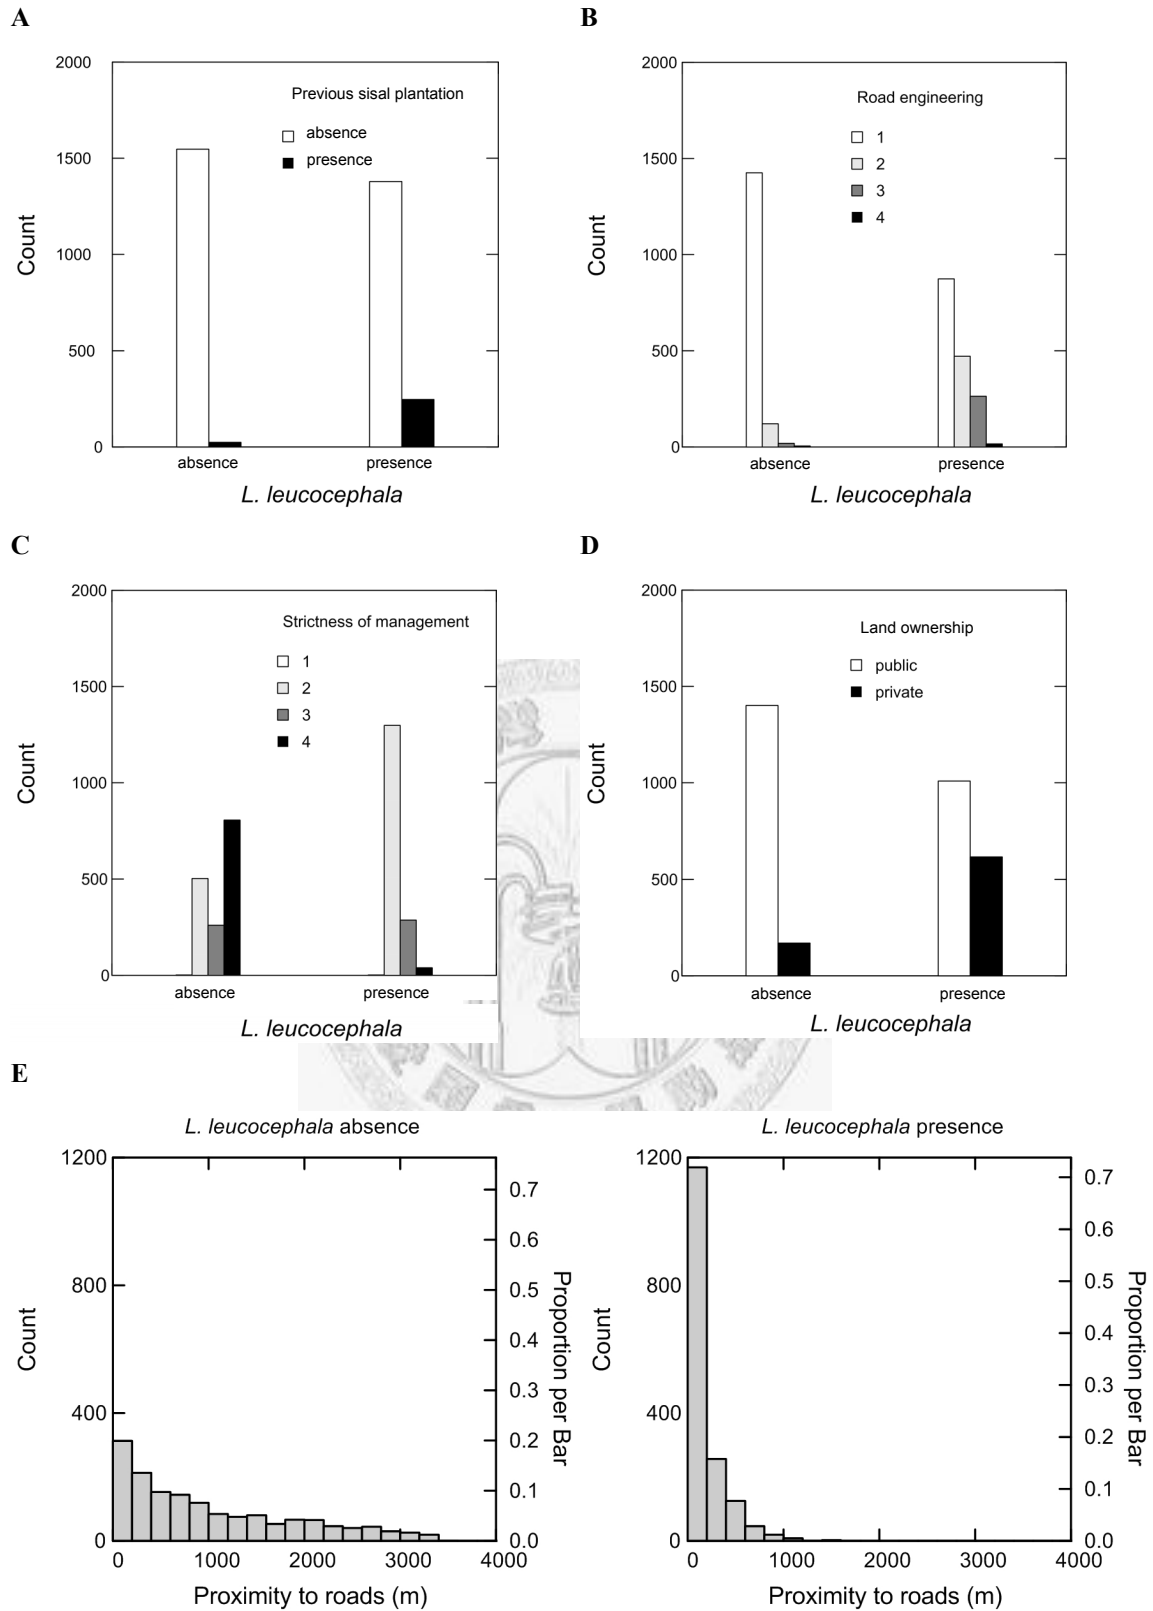 A
2000
1500
1000
500
0
Count
Previous sisal plantation
absence
presence
absence
presence
L. leucocephala
B
2000
1500
1000
500
0
Count
Road engineering
1
2
3
4
absence
presence
L. leucocephala
C
2000
1500
1000
500
0
Count
Strictness of management
1
2
3
4
absence
presence
L. leucocephala
D
2000
1500
1000
500
0
Count
Land ownership
public
private
absence
presence
L. leucocephala
E
L. leucocephala absence
1200
800
400
0
Count
0.7
0.6
0.5
0.4
0.3
0.2
0.1
0.0
Proportion per Bar
0 1000 2000 3000 4000
Proximity to roads (m)
L. leucocephala presence
1200
800
400
0
Count
0.7
0.6
0.5
0.4
0.3
0.2
0.1
0.0
Proportion per Bar
0 1000 2000 3000 4000
Proximity to roads (m)